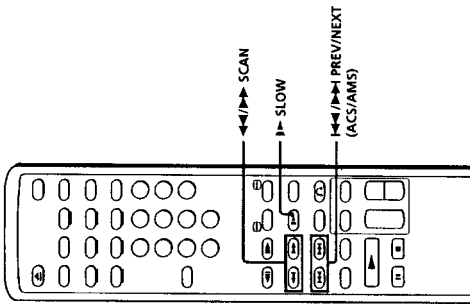 ◄◄/►► SCAN
I► SLOW
I◄◄/►►I PREV/NEXT
(ACS/AMS)